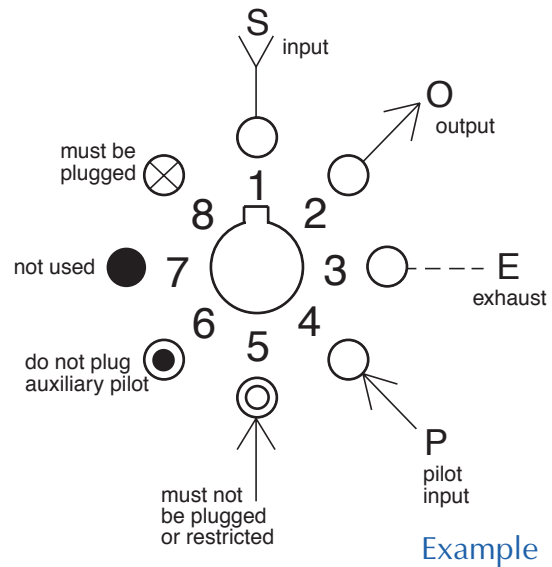 S
input
O
output
must be
plugged
1
8
2
not used
7
3
E
exhaust
6
4
do not plug
auxiliary pilot
5
P
pilot
input
must not
be plugged
or restricted
Example